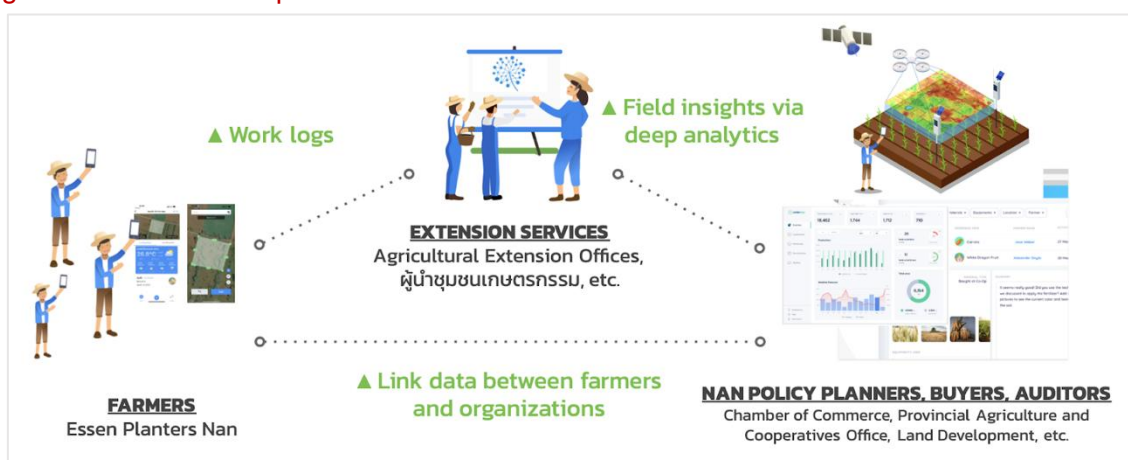 ▲ Work logs
▲ Field insights via
deep analytics
EXTENSION SERVICES
Agricultural Extension Offices,
ผู้นำชุมชนเกษตรกรรม, etc.
▲ Link data between farmers
and organizations
FARMERS
Essen Planters Nan
NAN POLICY PLANNERS, BUYERS, AUDITORS
Chamber of Commerce, Provincial Agriculture and
Cooperatives Office, Land Development, etc.